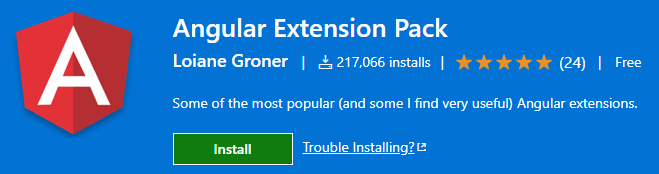 Angular Extension Pack
Loiane Groner | 217,066 installs | (24) | Free
Some of the most popular (and some I find very useful) Angular extensions.
Install Trouble Installing?
A